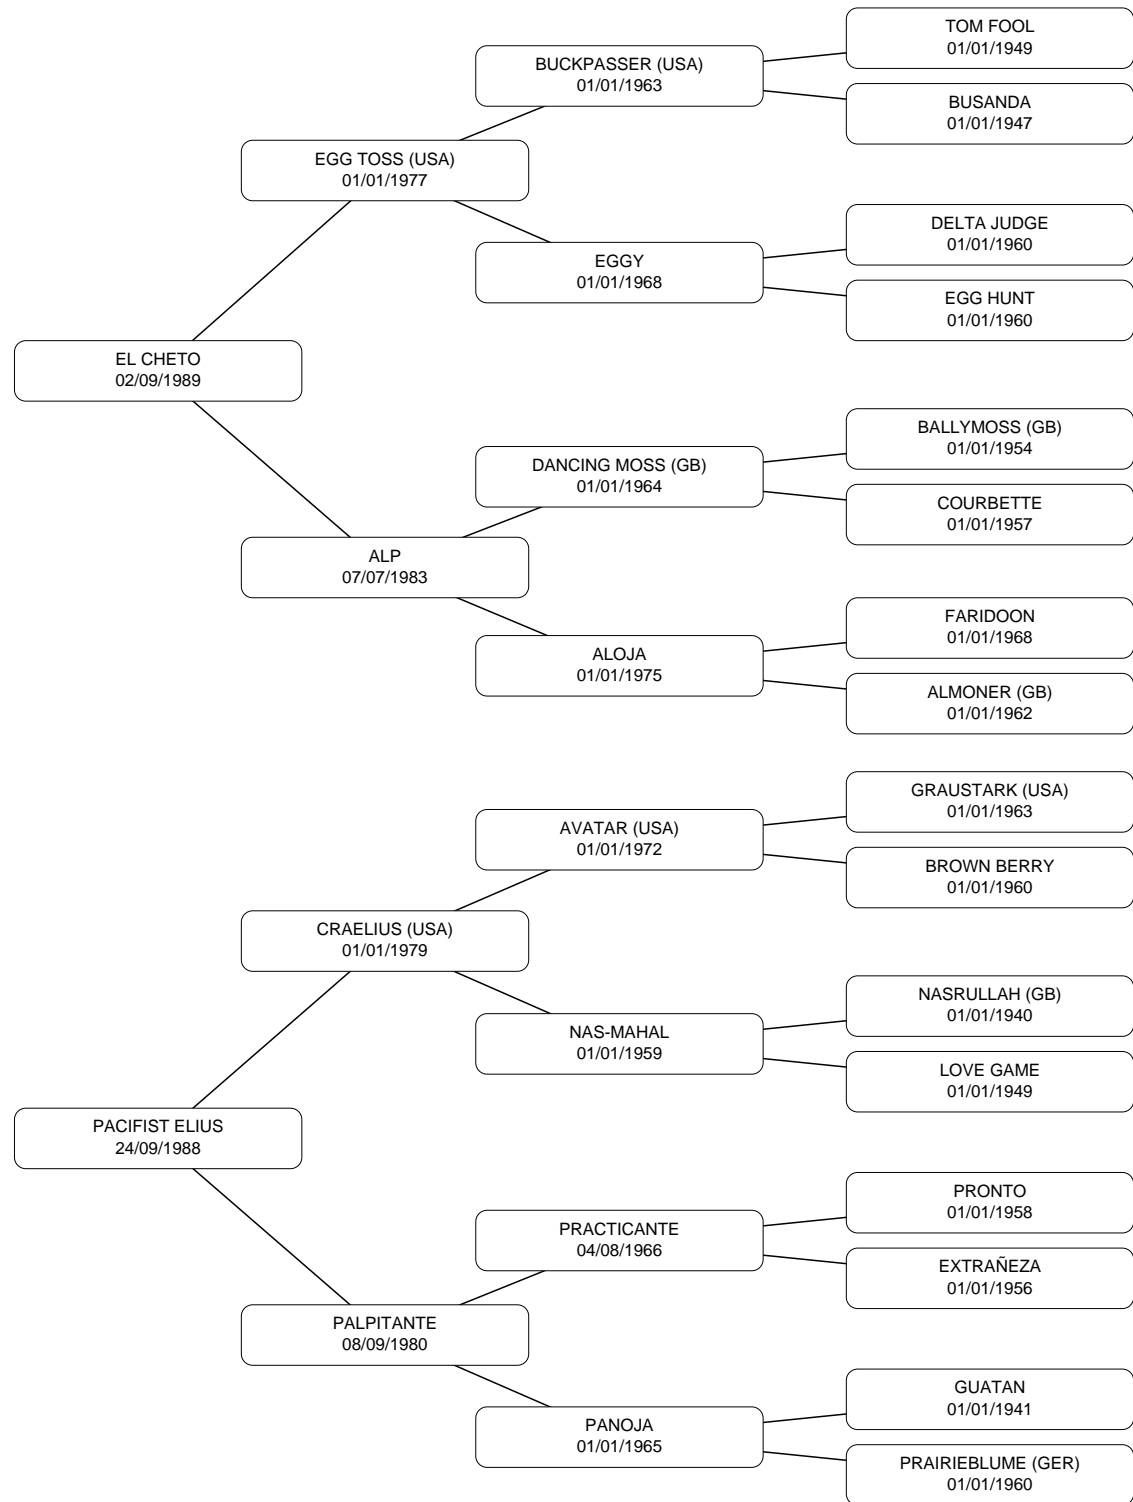 TOM FOOL
01/01/1949
BUCKPASSER (USA)
01/01/1963
BUSANDA
01/01/1947
EGG TOSS (USA)
01/01/1977
DELTA JUDGE
01/01/1960
EGGY
01/01/1968
EGG HUNT
01/01/1960
EL CHETO
02/09/1989
BALLYMOSS (GB)
01/01/1954
DANCING MOSS (GB)
01/01/1964
COURBETTE
01/01/1957
ALP
07/07/1983
FARIDOON
01/01/1968
ALOJA
01/01/1975
ALMONER (GB)
01/01/1962
GRAUSTARK (USA)
01/01/1963
AVATAR (USA)
01/01/1972
BROWN BERRY
01/01/1960
CRAELIUS (USA)
01/01/1979
NASRULLAH (GB)
01/01/1940
NAS-MAHAL
01/01/1959
LOVE GAME
01/01/1949
PACIFIST ELIUS
24/09/1988
PRONTO
01/01/1958
PRACTICANTE
04/08/1966
EXTRAÑEZA
01/01/1956
PALPITANTE
08/09/1980
GUATAN
01/01/1941
PANOJA
01/01/1965
PRAIRIEBLUME (GER)
01/01/1960